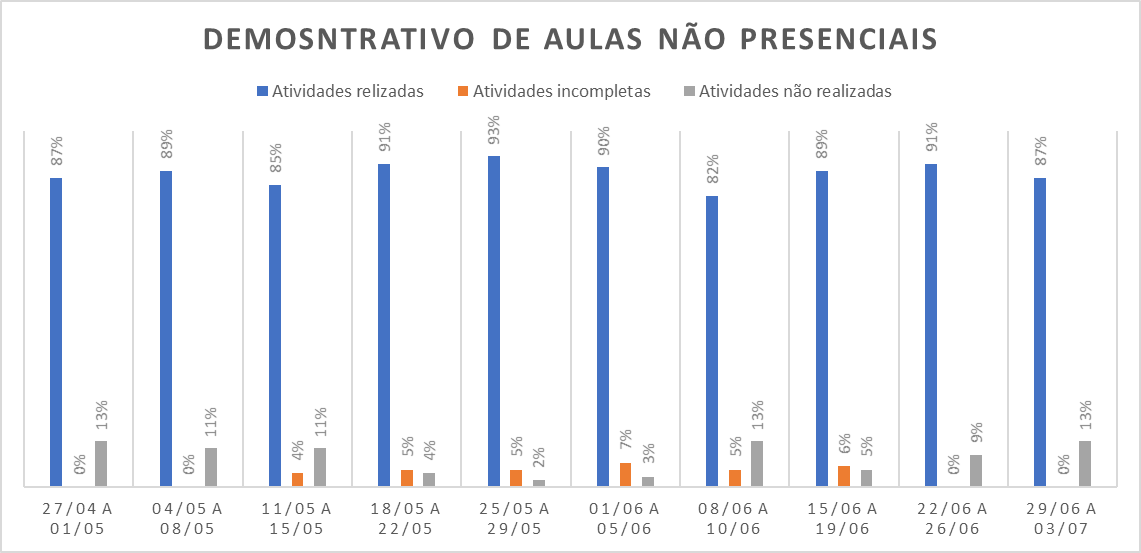 DEMOSNTRATIVO DE AULAS NÃO PRESENCIAIS
Atividades relizadas Atividades incompletas Atividades não realizadas
87% 0% 13%
89% 0% 11%
85% 4% 11%
91% 5% 4%
93% 5% 2%
90% 7% 3%
82% 5% 13%
89% 6% 5%
91% 0% 9%
87% 0% 13%
27/04 A
01/05
04/05 A
08/05
11/05 A
15/05
18/05 A
22/05
25/05 A
29/05
01/06 A
05/06
08/06 A
10/06
15/06 A
19/06
22/06 A
26/06
29/06 A
03/07